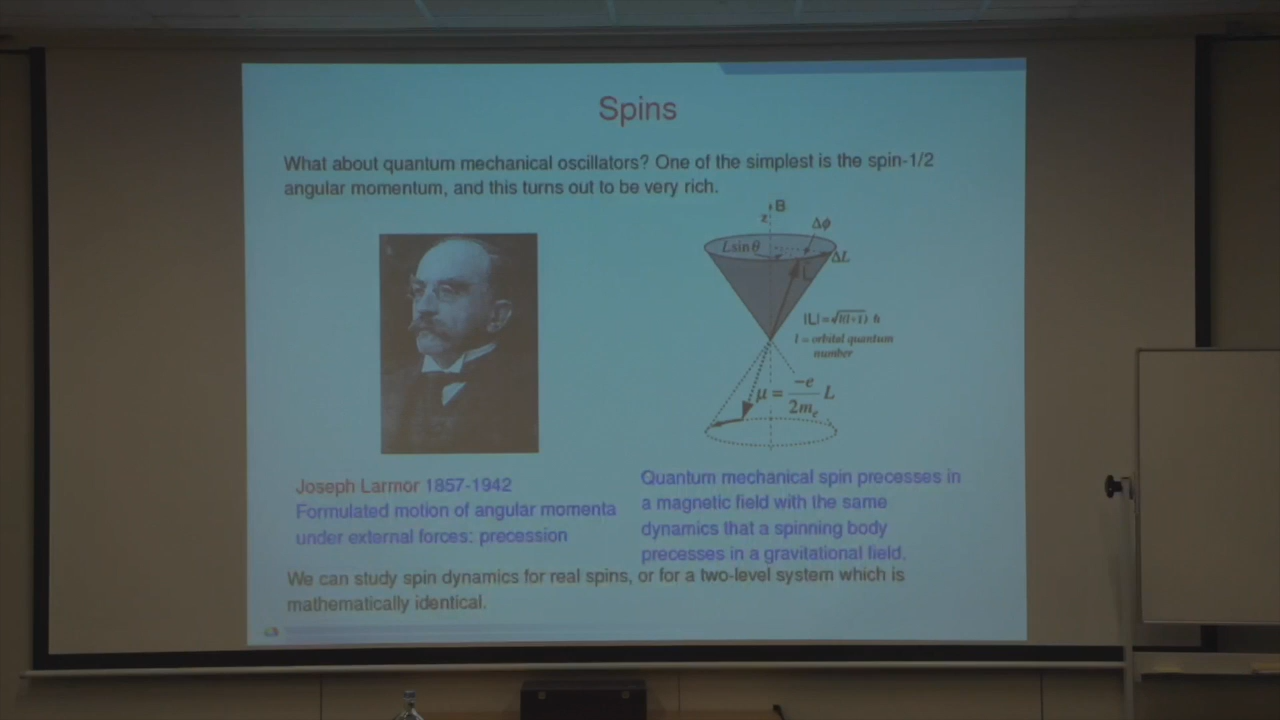 Spins
What about quantum mechanical oscillators? One of the simplest is the spin-1/2
angular momentum, and this turns out to be very rich.
B
z
Δϕ
L sin θ
ΔL
L
|L|=√l(l+1) ħ
l = orbital quantum
number
μ = -e/2mₑ L
Joseph Larmor 1857-1942
Formulated motion of angular momenta
under external forces: precession
Quantum mechanical spin precesses in
a magnetic field with the same
dynamics that a spinning body
precesses in a gravitational field.
We can study spin dynamics for real spins, or for a two-level system which is
mathematically identical.